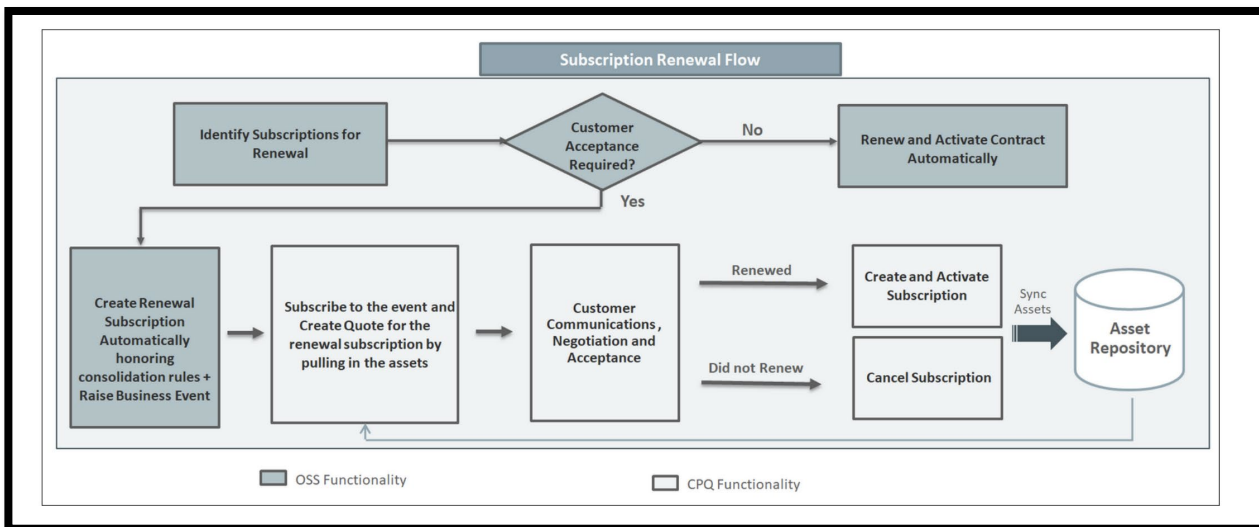 Subscription Renewal Flow
Identify Subscriptions for
Renewal
Customer
Acceptance
Required?
No
Renew and Activate Contract
Automatically
Yes
Create Renewal
Subscription
Automatically
honoring
consolidation rules +
Raise Business Event
Subscribe to the event and
Create Quote for the
renewal subscription by
pulling in the assets
Customer
Communications ,
Negotiation and
Acceptance
Renewed
Did not Renew
Create and Activate
Subscription
Cancel Subscription
Sync
Assets
Asset
Repository
OSS Functionality
CPQ Functionality